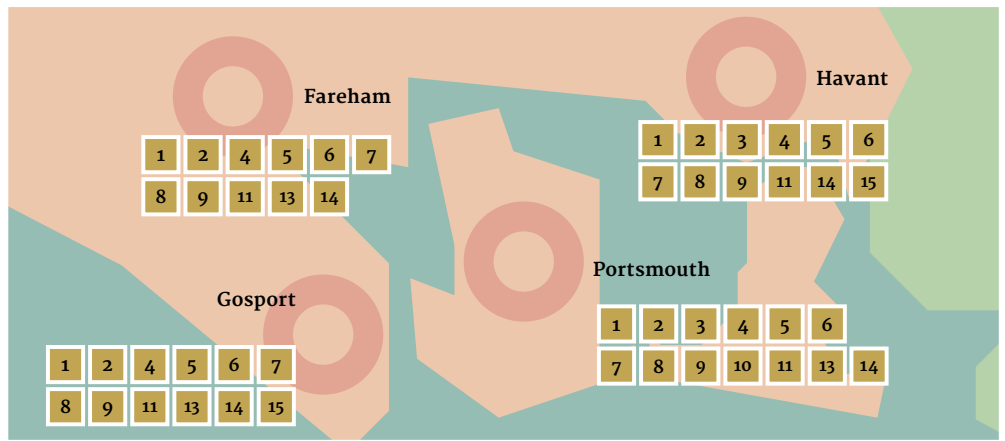 Fareham
1 2 4 5 6 7
8 9 11 13 14
Havant
1 2 3 4 5 6
7 8 9 11 14 15
Gosport
1 2 4 5 6 7
8 9 11 13 14 15
Portsmouth
1 2 3 4 5 6
7 8 9 10 11 13 14